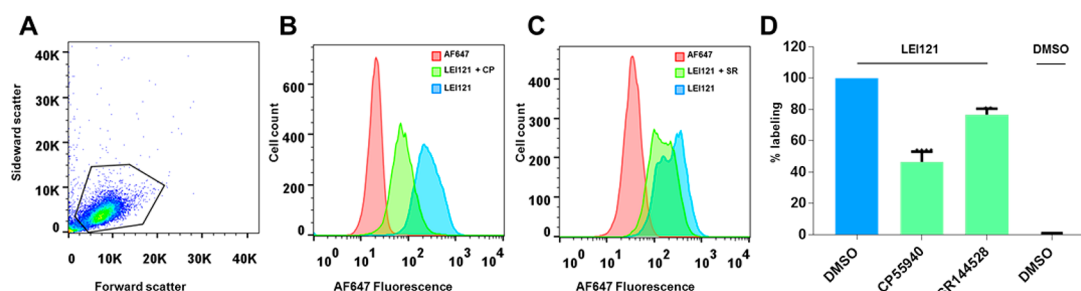 A
Sideward scatter
40K
30K
20K
10K
0
0 10K 20K 30K 40K
Forward scatter
B
Cell count
600
400
200
0
AF647
LEI121 + CP
LEI121
10^0 10^1 10^2 10^3 10^4
AF647 Fluorescence
C
Cell count
500
400
300
200
100
0
AF647
LEI121 + SR
LEI121
10^0 10^1 10^2 10^3 10^4
AF647 Fluorescence
D
% labeling
120
100
80
60
40
20
0
LEI121
DMSO
****
**
DMSO
CP55940
SR144528
DMSO